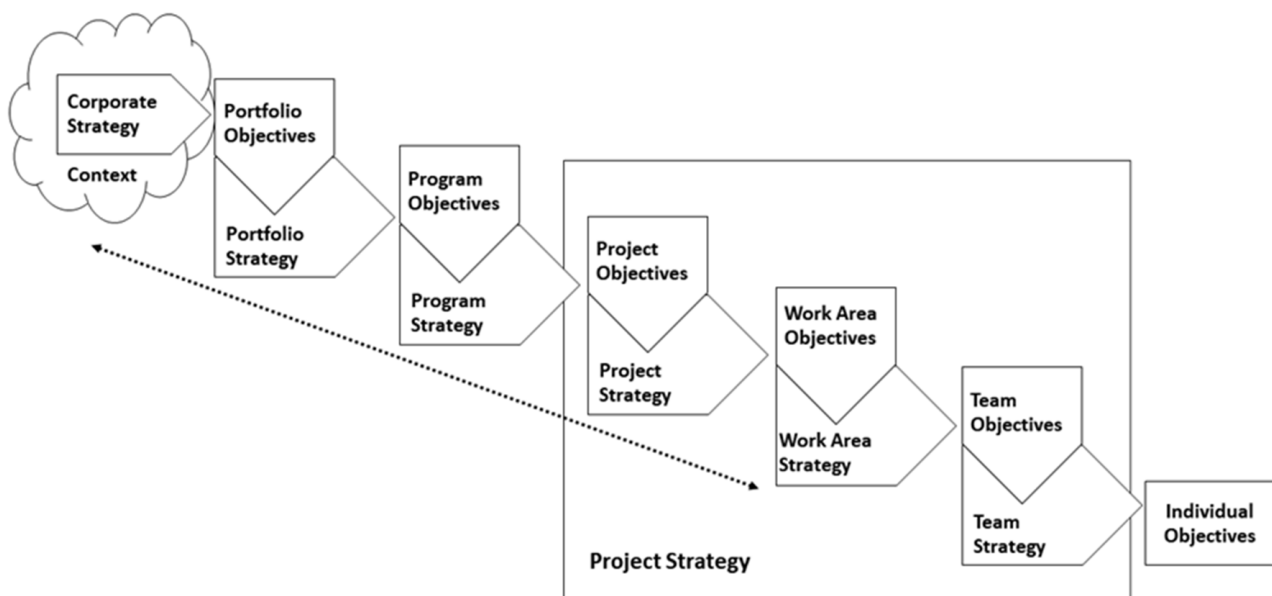 Corporate
Strategy
Context
Portfolio
Objectives
Portfolio
Strategy
Program
Objectives
Program
Strategy
Project
Objectives
Project
Strategy
Work Area
Objectives
Work Area
Strategy
Team
Objectives
Team
Strategy
Individual
Objectives
Project Strategy